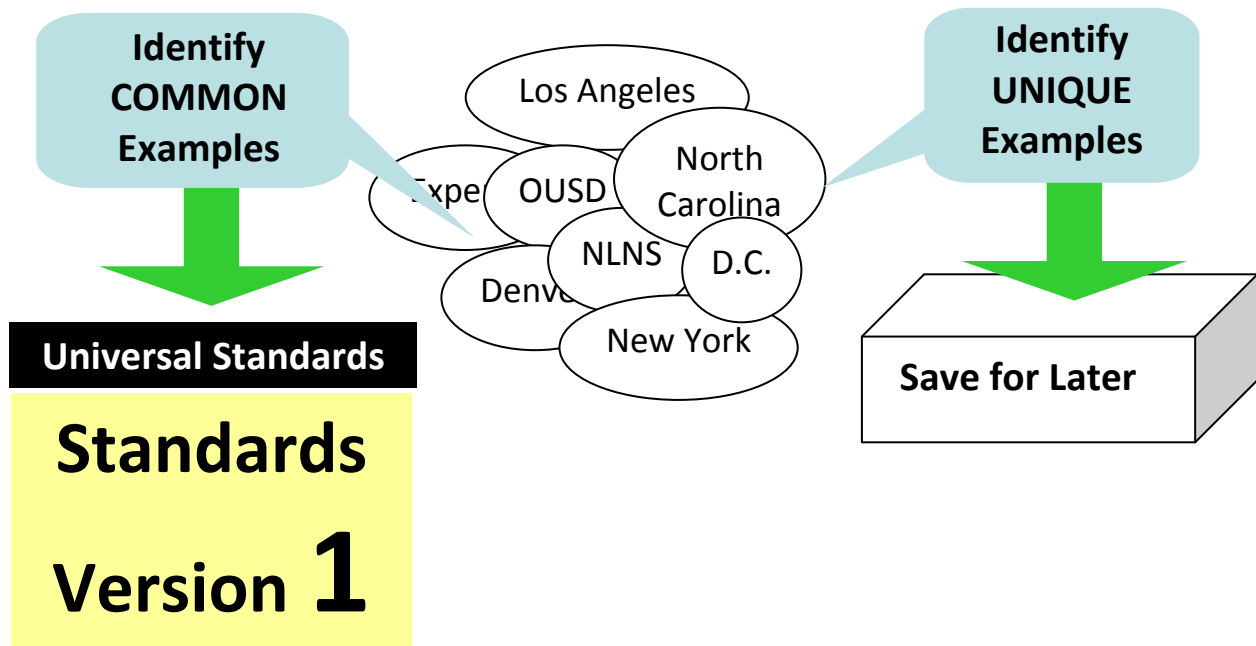 Identify
COMMON
Examples
Los Angeles
Identify
UNIQUE
Examples
North
Carolina
OUSD
NLNS
D.C.
New York
Universal Standards
Standards
Version 1
Save for Later